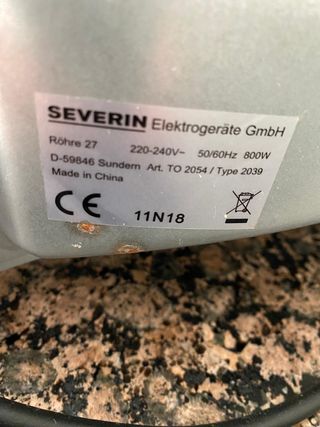 SEVERIN Elektrogeräte GmbH
Röhre 27 220-240V~ 50/60Hz 800W
D-59846 Sundern Art. TO 2054 / Type 2039
Made in China
CE 11N18